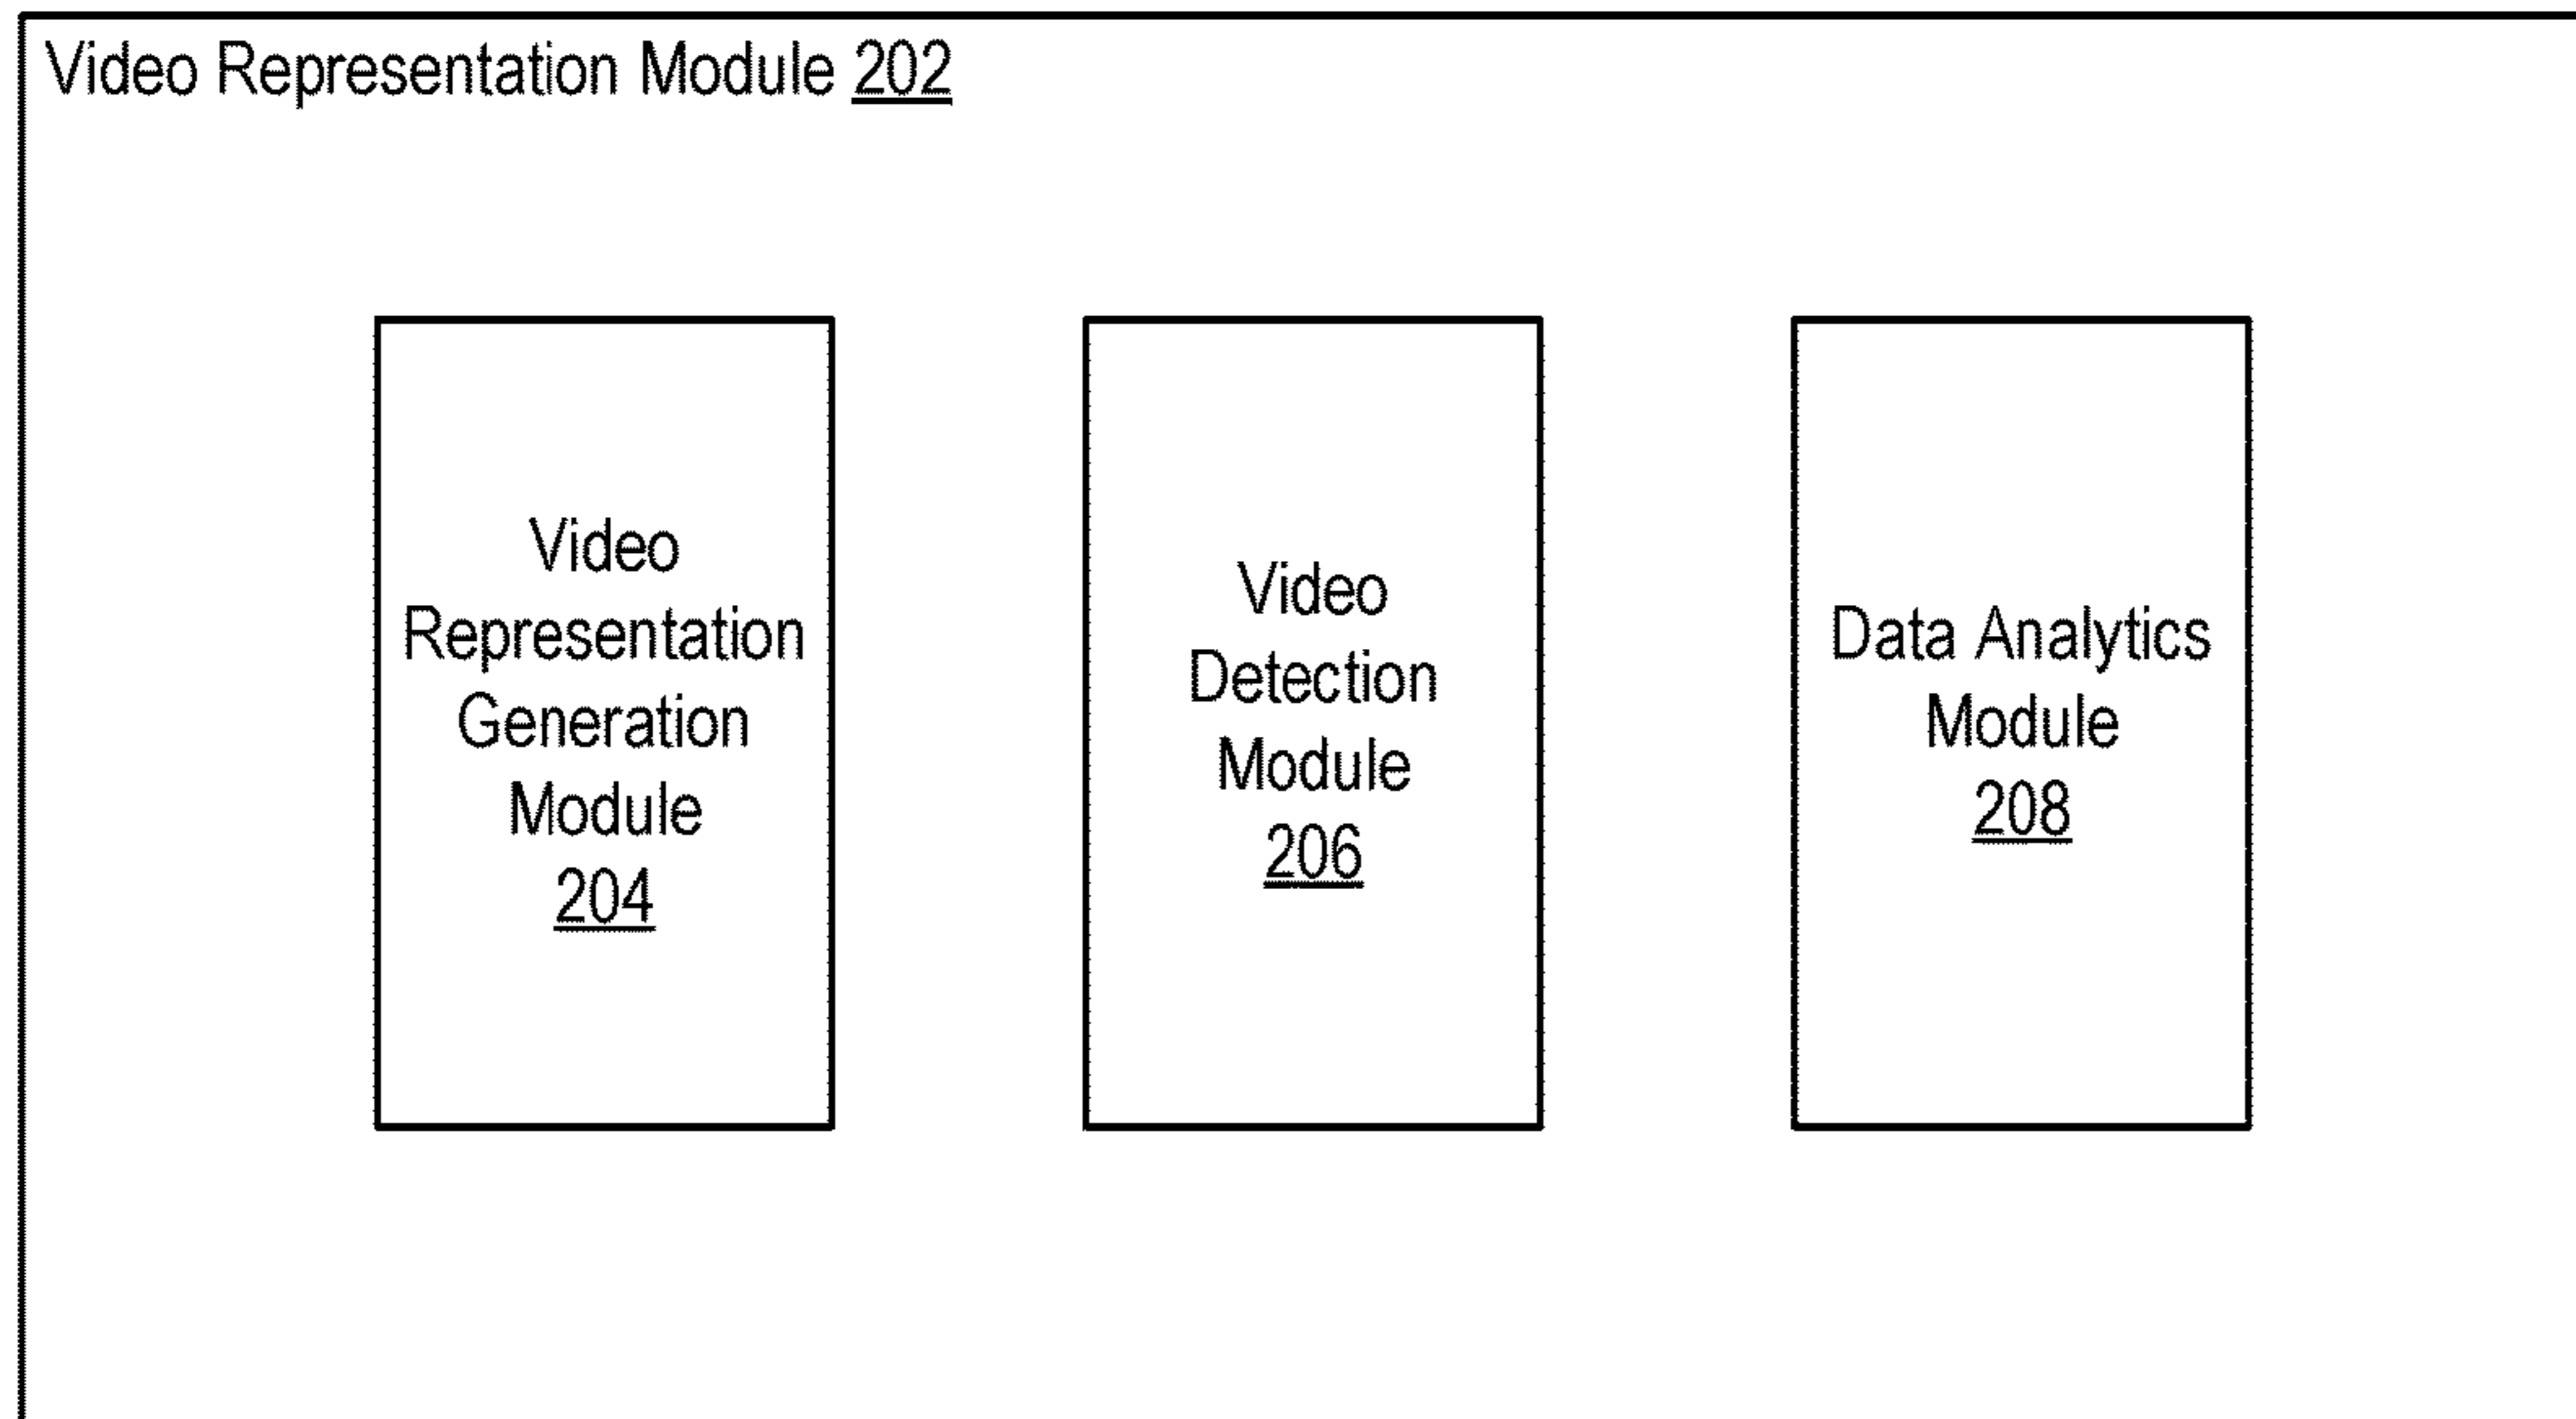 Video Representation Module 202
Video
Representation
Generation
Module
204
Video
Detection
Module
206
Data Analytics
Module
208